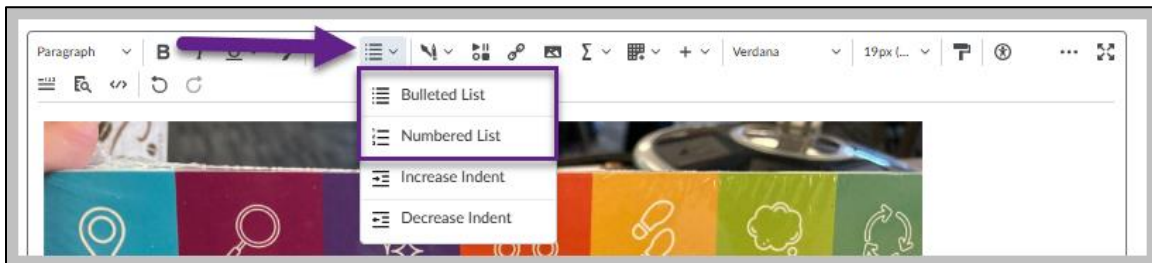 Paragraph B I U Verdana 19px (...
Bulleted List
Numbered List
Increase Indent
Decrease Indent